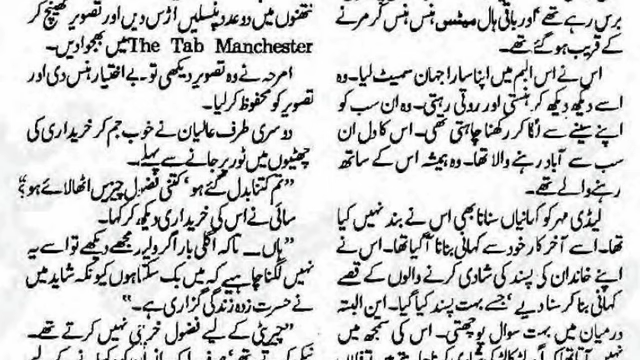 برس رہے تھے اور باقی ہال میٹس ہنس ہنس کر مرنے
کے قریب ہو گئے تھے۔
اس نے اس البم میں اپنا سارا جہان سمیٹ لیا۔ وہ
اسے دیکھ دیکھ کر ہنستی اور روتی رہتی۔ وہ ان سب کو
اپنے سینے سے لگا کر رکھنا چاہتی تھی۔ اس کا دل ان
سب سے آباد رہنے والا تھا۔ وہ ہمیشہ اس کے ساتھ
رہنے والے تھے۔
لیڈی مہر کو کہانیاں سنانا بھی اس نے بند نہیں کیا
تھا۔ اسے آخر کار خود سے کہانی بنانا آ گیا تھا۔ اس نے
اپنے خاندان کی پسند کی شادی کرنے والوں کے قصے
کہانی بنا کر سنا دیے، جسے بہت پسند کیا گیا۔ این البتہ
درمیان میں بہت سوال پوچھتی۔ اس کی سمجھ میں
نتھنوں میں دو عدد پنسلیں اڑس دیں اور تصویر کھینچ کر
The Tab Manchester میں بھجوا دیں۔
امرحہ نے وہ تصویر دیکھی تو۔ بے اختیار ہنس دی اور
تصویر کو محفوظ کر لیا۔
دوسری طرف عالیان نے خوب جم کر خریداری کی
چھٹیوں میں ٹور پر جانے سے پہلے۔
”تم کتنا بدل گئے ہو، کتنی فضول چیزیں اٹھا لائے ہو؟“
سائی نے اس کی خریداری دیکھ کر کہا۔
”ہاں۔۔ تاکہ اگلی بار اگر ولیدر مجھے دیکھے تو اسے یہ
نہیں لگنا چاہیے کہ میں بک سکتا ہوں کیونکہ شاید میں
نے حسرت زدہ زندگی گزاری ہے۔“
”چیریٹی کے لیے فضول خرچی نہیں کرتے تھے۔